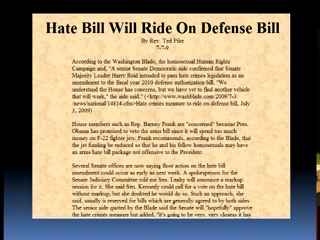 Hate Bill Will Ride On Defense Bill
By Rev. Ted Pike
7-7-9
According to the Washington Blade, the homosexual Human Rights
Campaign and, "A senior Senate Democratic aide confirmed that Senate
Majority Leader Harry Reid intended to pass hate crimes legislation as an
amendment to the fiscal year 2010 defense authorization bill. "We
understand the House has concerns, but we have yet to find another vehicle
that will work," the aide said." (<http://www.washblade.com/2009/7-3
/news/national/14814.cfm>Hate crimes measure to ride on defense bill, July
3, 2009)
House members such as Rep. Barney Frank are "concerned" because Pres.
Obama has promised to veto the arms bill since it will spend too much
money on F-22 fighter jets. Frank recommends, according to the Blade, that
the jet funding be reduced so that he and his fellow homosexuals may have
an arms/hate bill package not offensive to the President.
Several Senate offices are now saying floor action on the hate bill
amendment could occur as early as next week. A spokesperson for the
Senate Judiciary Committee told me Sen. Leahy will announce a markup
session for it. She said Sen. Kennedy could call for a vote on the hate bill
without markup, but she doubted he would do so. Such an approach, she
said, usually is reserved for bills which are generally agreed to by both sides.
The senior aide quoted by the Blade said the Senate will "hopefully" approve
the hate crimes measure but added, "it's going to be very, very close as it has